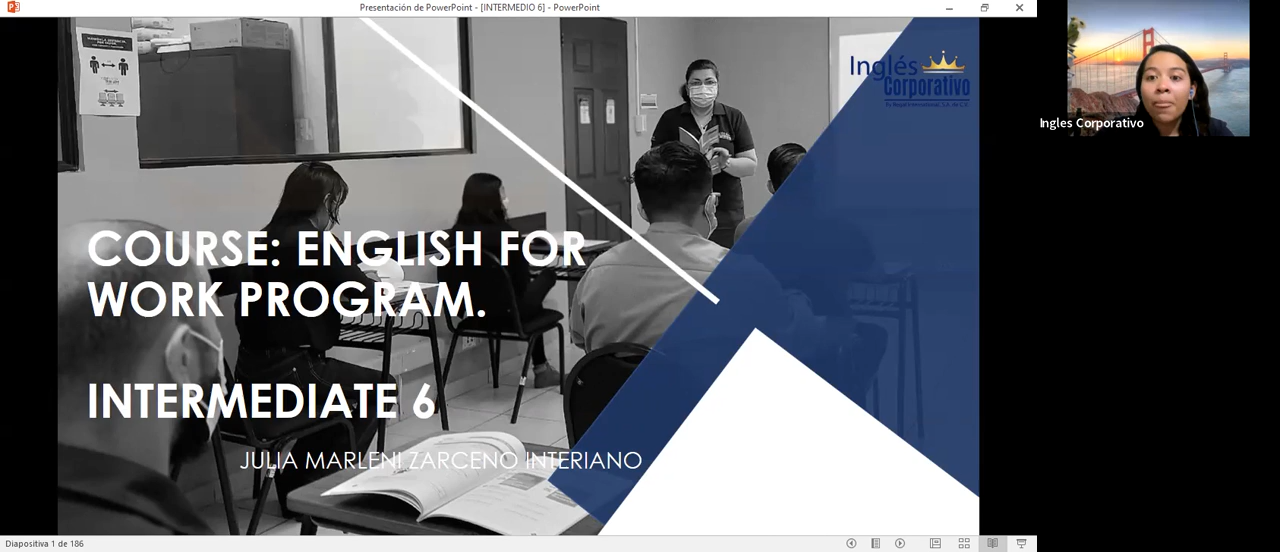 Presentación de PowerPoint - [INTERMEDIO 6] - PowerPoint
Inglés
Corporativo
Ingles Corporativo
COURSE: ENGLISH FOR
WORK PROGRAM.
INTERMEDIATE 6
JULIA MARLENI ZARCENO INTERIANO
Diapositiva 1 de 186